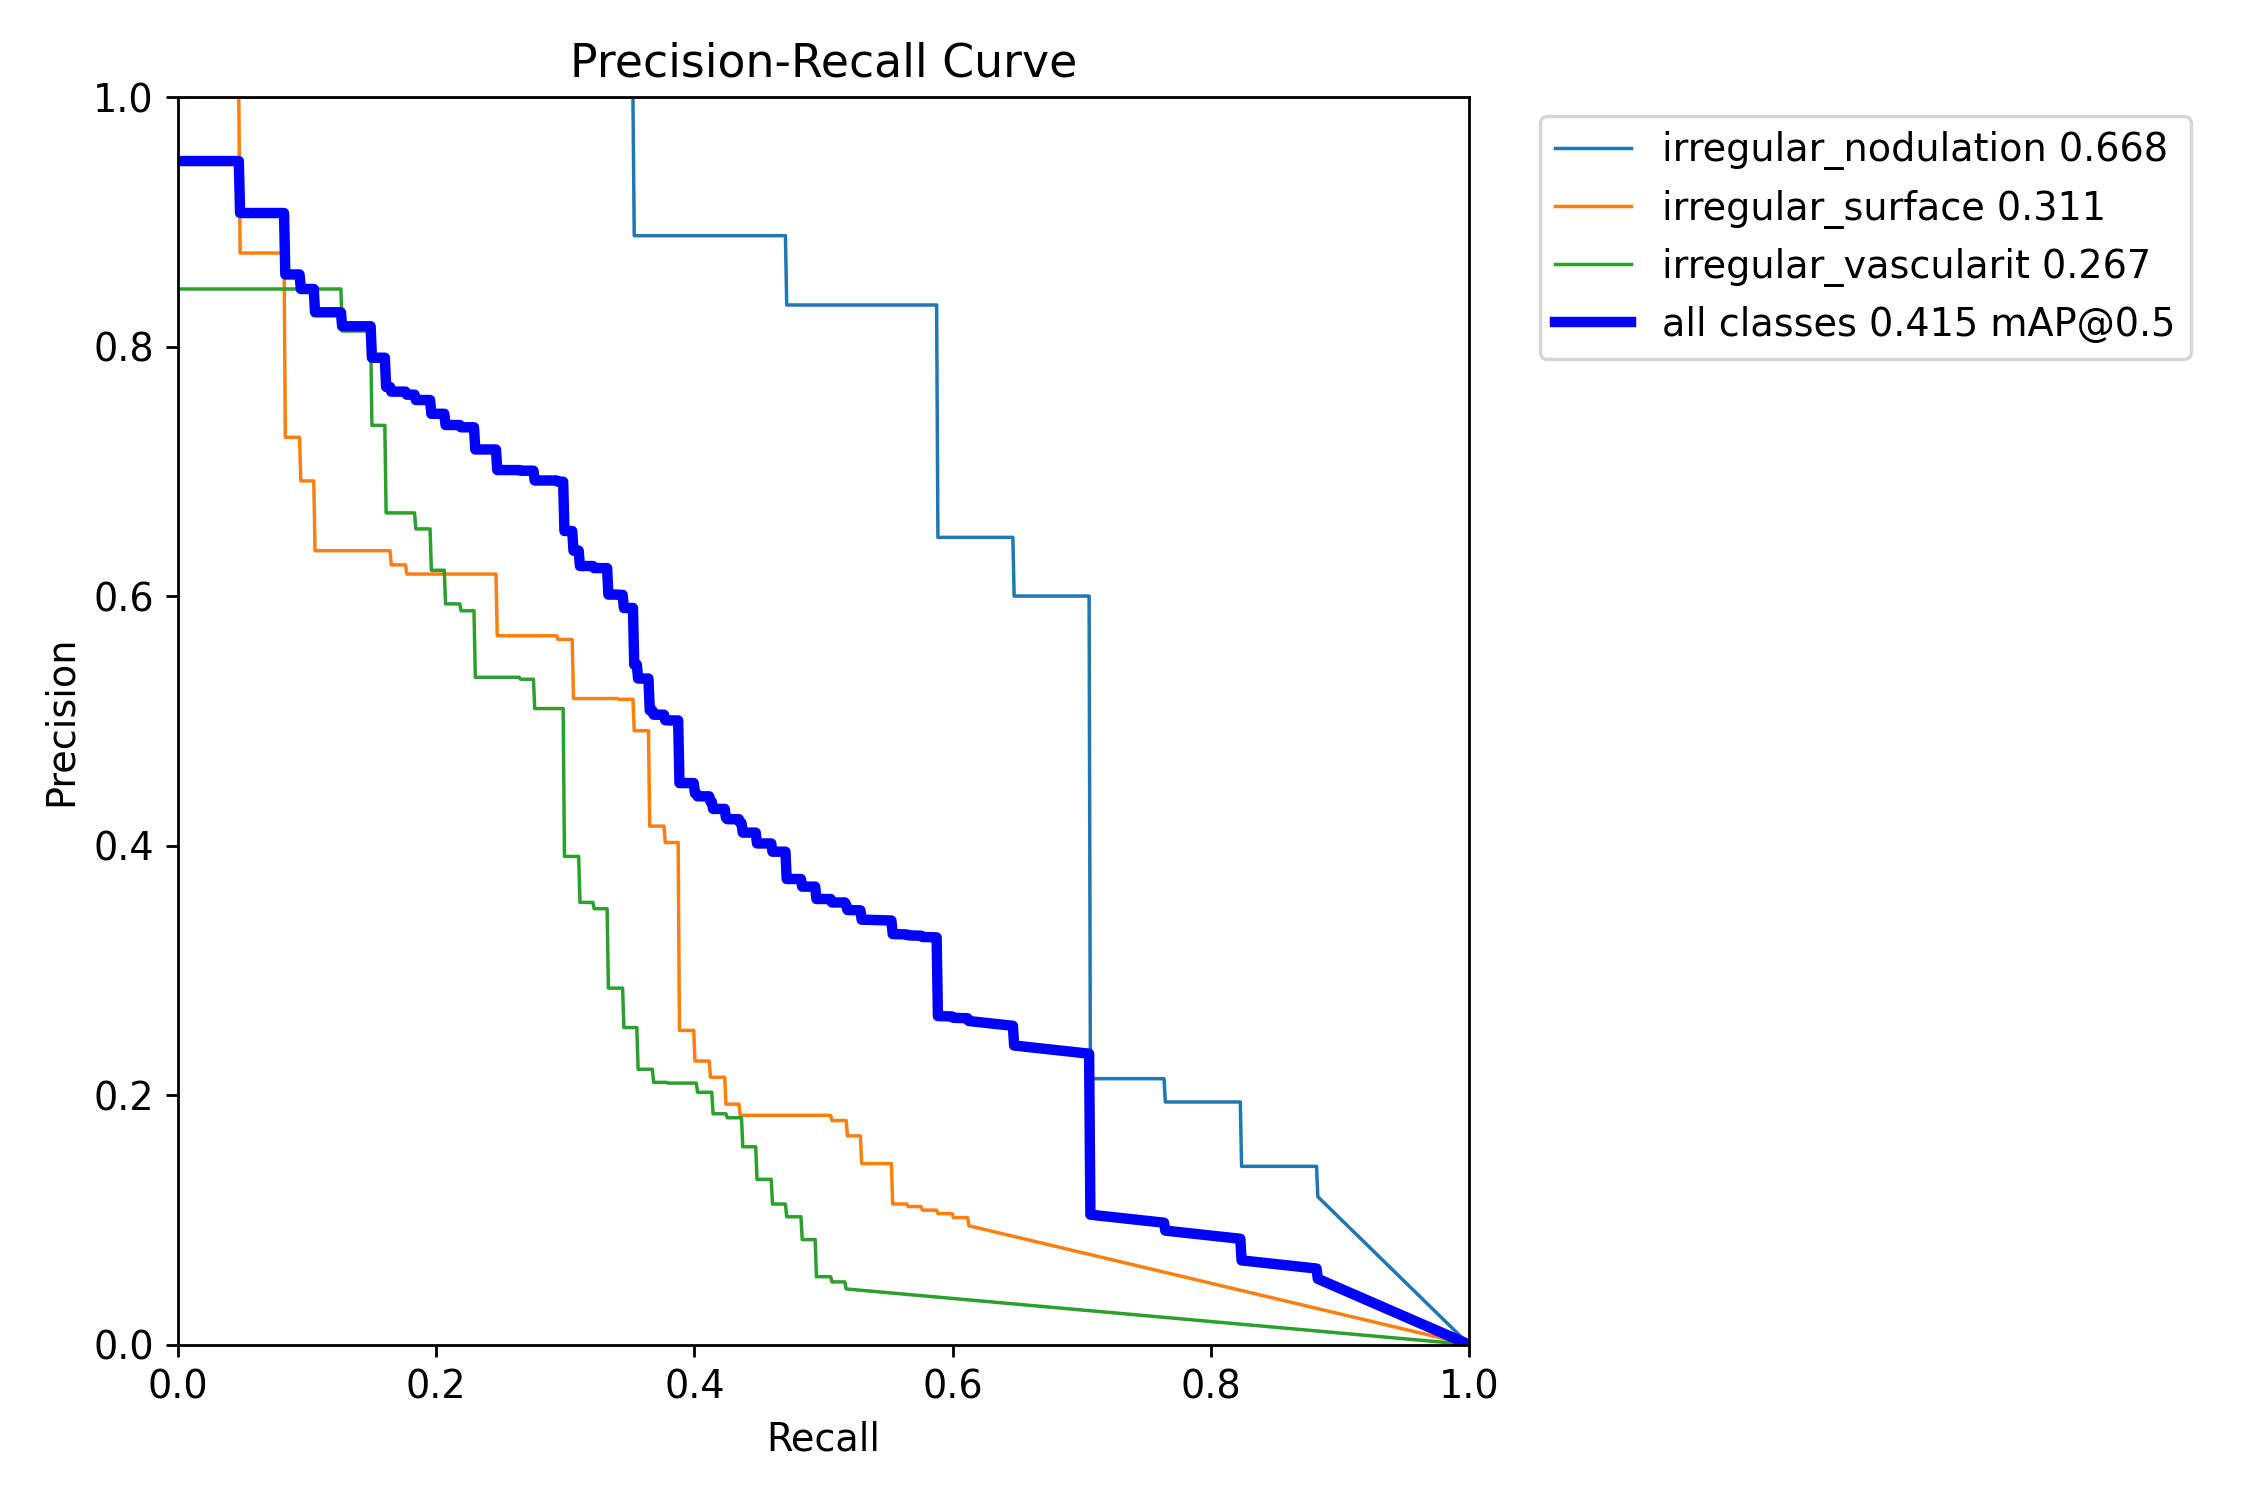 Precision-Recall Curve
1.0
0.8
0.6
0.4
0.2
0.0
Precision
0.0 0.2 0.4 0.6 0.8 1.0
Recall
irregular_nodulation 0.668
irregular_surface 0.311
irregular_vascularit 0.267
all classes 0.415 mAP@0.5